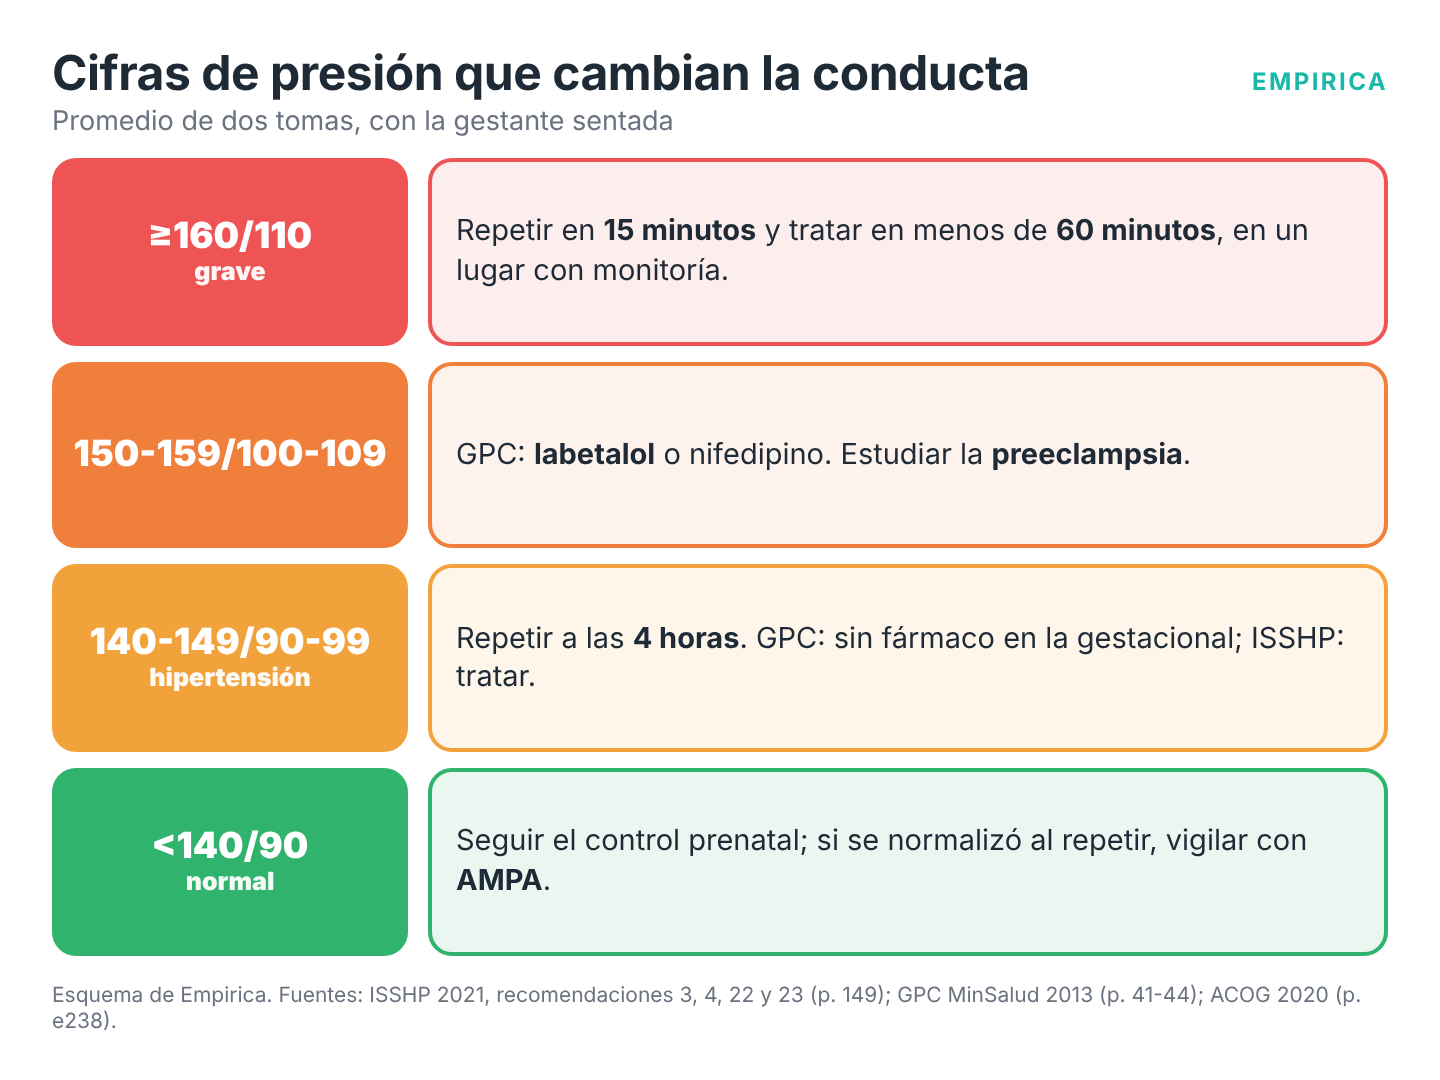 Cifras de presión que cambian la conducta
EMPIRICA
Promedio de dos tomas, con la gestante sentada
≥160/110
grave
Repetir en 15 minutos y tratar en menos de 60 minutos, en un
lugar con monitoría.
150-159/100-109
GPC: labetalol o nifedipino. Estudiar la preeclampsia.
140-149/90-99
hipertensión
Repetir a las 4 horas. GPC: sin fármaco en la gestacional; ISSHP:
tratar.
<140/90
normal
Seguir el control prenatal; si se normalizó al repetir, vigilar con
AMPA.
Esquema de Empirica. Fuentes: ISSHP 2021, recomendaciones 3, 4, 22 y 23 (p. 149); GPC MinSalud 2013 (p. 41-44); ACOG 2020 (p.
e238).